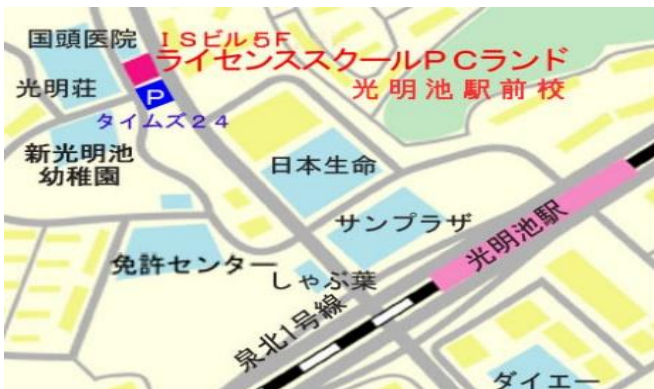 国頭医院
ISビル5F
ライセンススクールPCランド
光明池駅前校
光明荘
P
タイムズ24
新光明池
幼稚園
日本生命
サンプラザ
光明池駅
免許センター
しゃぶ葉
泉北1号線
ダイエー